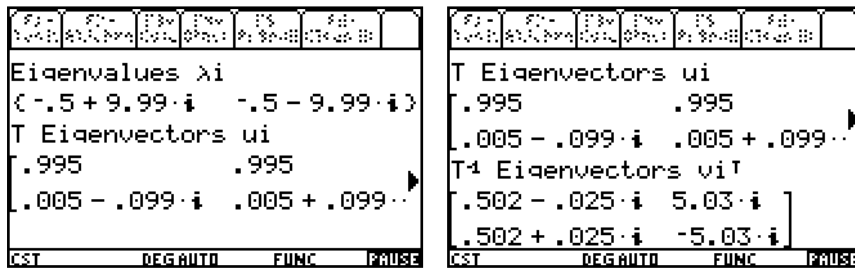 Eigenvalues λi
{-.5 + 9.99·i -.5 - 9.99·i}
T Eigenvectors ui
[.995 .995
.005 - .099·i .005 + .099··
CST DEG AUTO FUNC PAUSE
T Eigenvectors ui
[.995 .995
.005 - .099·i .005 + .099··
T⁻¹ Eigenvectors viᵀ
[.502 - .025·i 5.03·i
.502 + .025·i -5.03·i]
CST DEG AUTO FUNC PAUSE